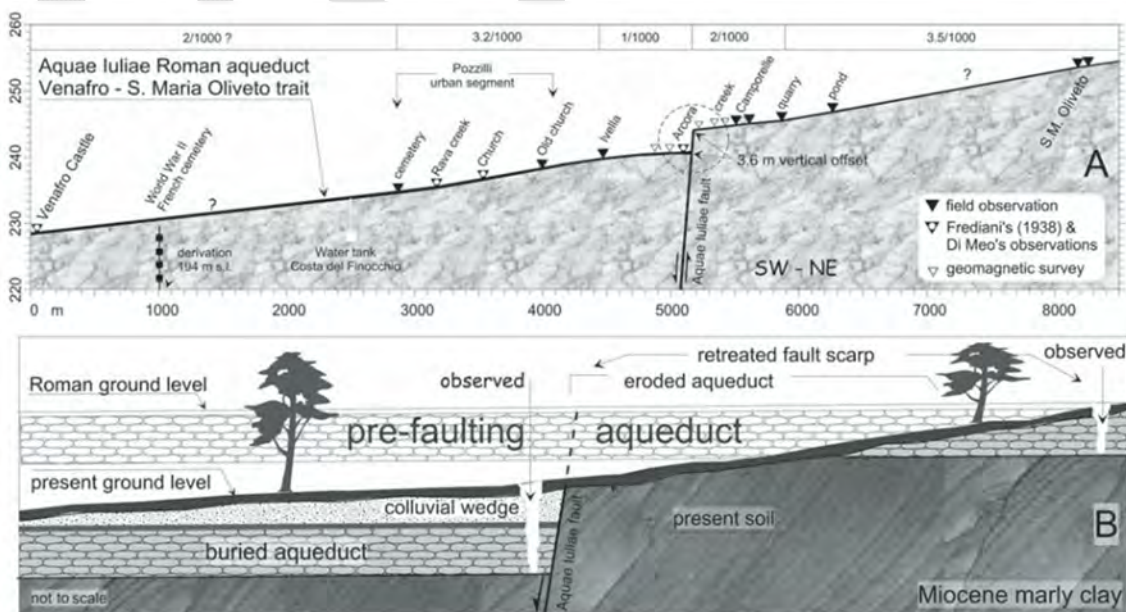 260
250
240
230
220
2/1000 ?
3.2/1000
1/1000
2/1000
3.5/1000
Aquae Iuliae Roman aqueduct
Venafro - S. Maria Oliveto trait
Pozzilli
urban segment
Venafro Castle
World War II
French cemetery
?
derivation
194 m s.l.
Water tank
Costa del Finocchio
cemetery
Rava creek
Church
Old church
Ivella
Arcora
creek
Camporelle
quarry
pond
?
S.M. Oliveto
3.6 m vertical offset
Aquae Iuliae fault
SW - NE
A
field observation
Frediani's (1938) &
Di Meo's observations
geomagnetic survey
0 m 1000 2000 3000 4000 5000 6000 7000 8000
Roman ground level
observed
retreated fault scarp
observed
eroded aqueduct
pre-faulting aqueduct
present ground level
colluvial wedge
present soil
buried aqueduct
Aquae Iuliae fault
B
not to scale
Miocene marly clay